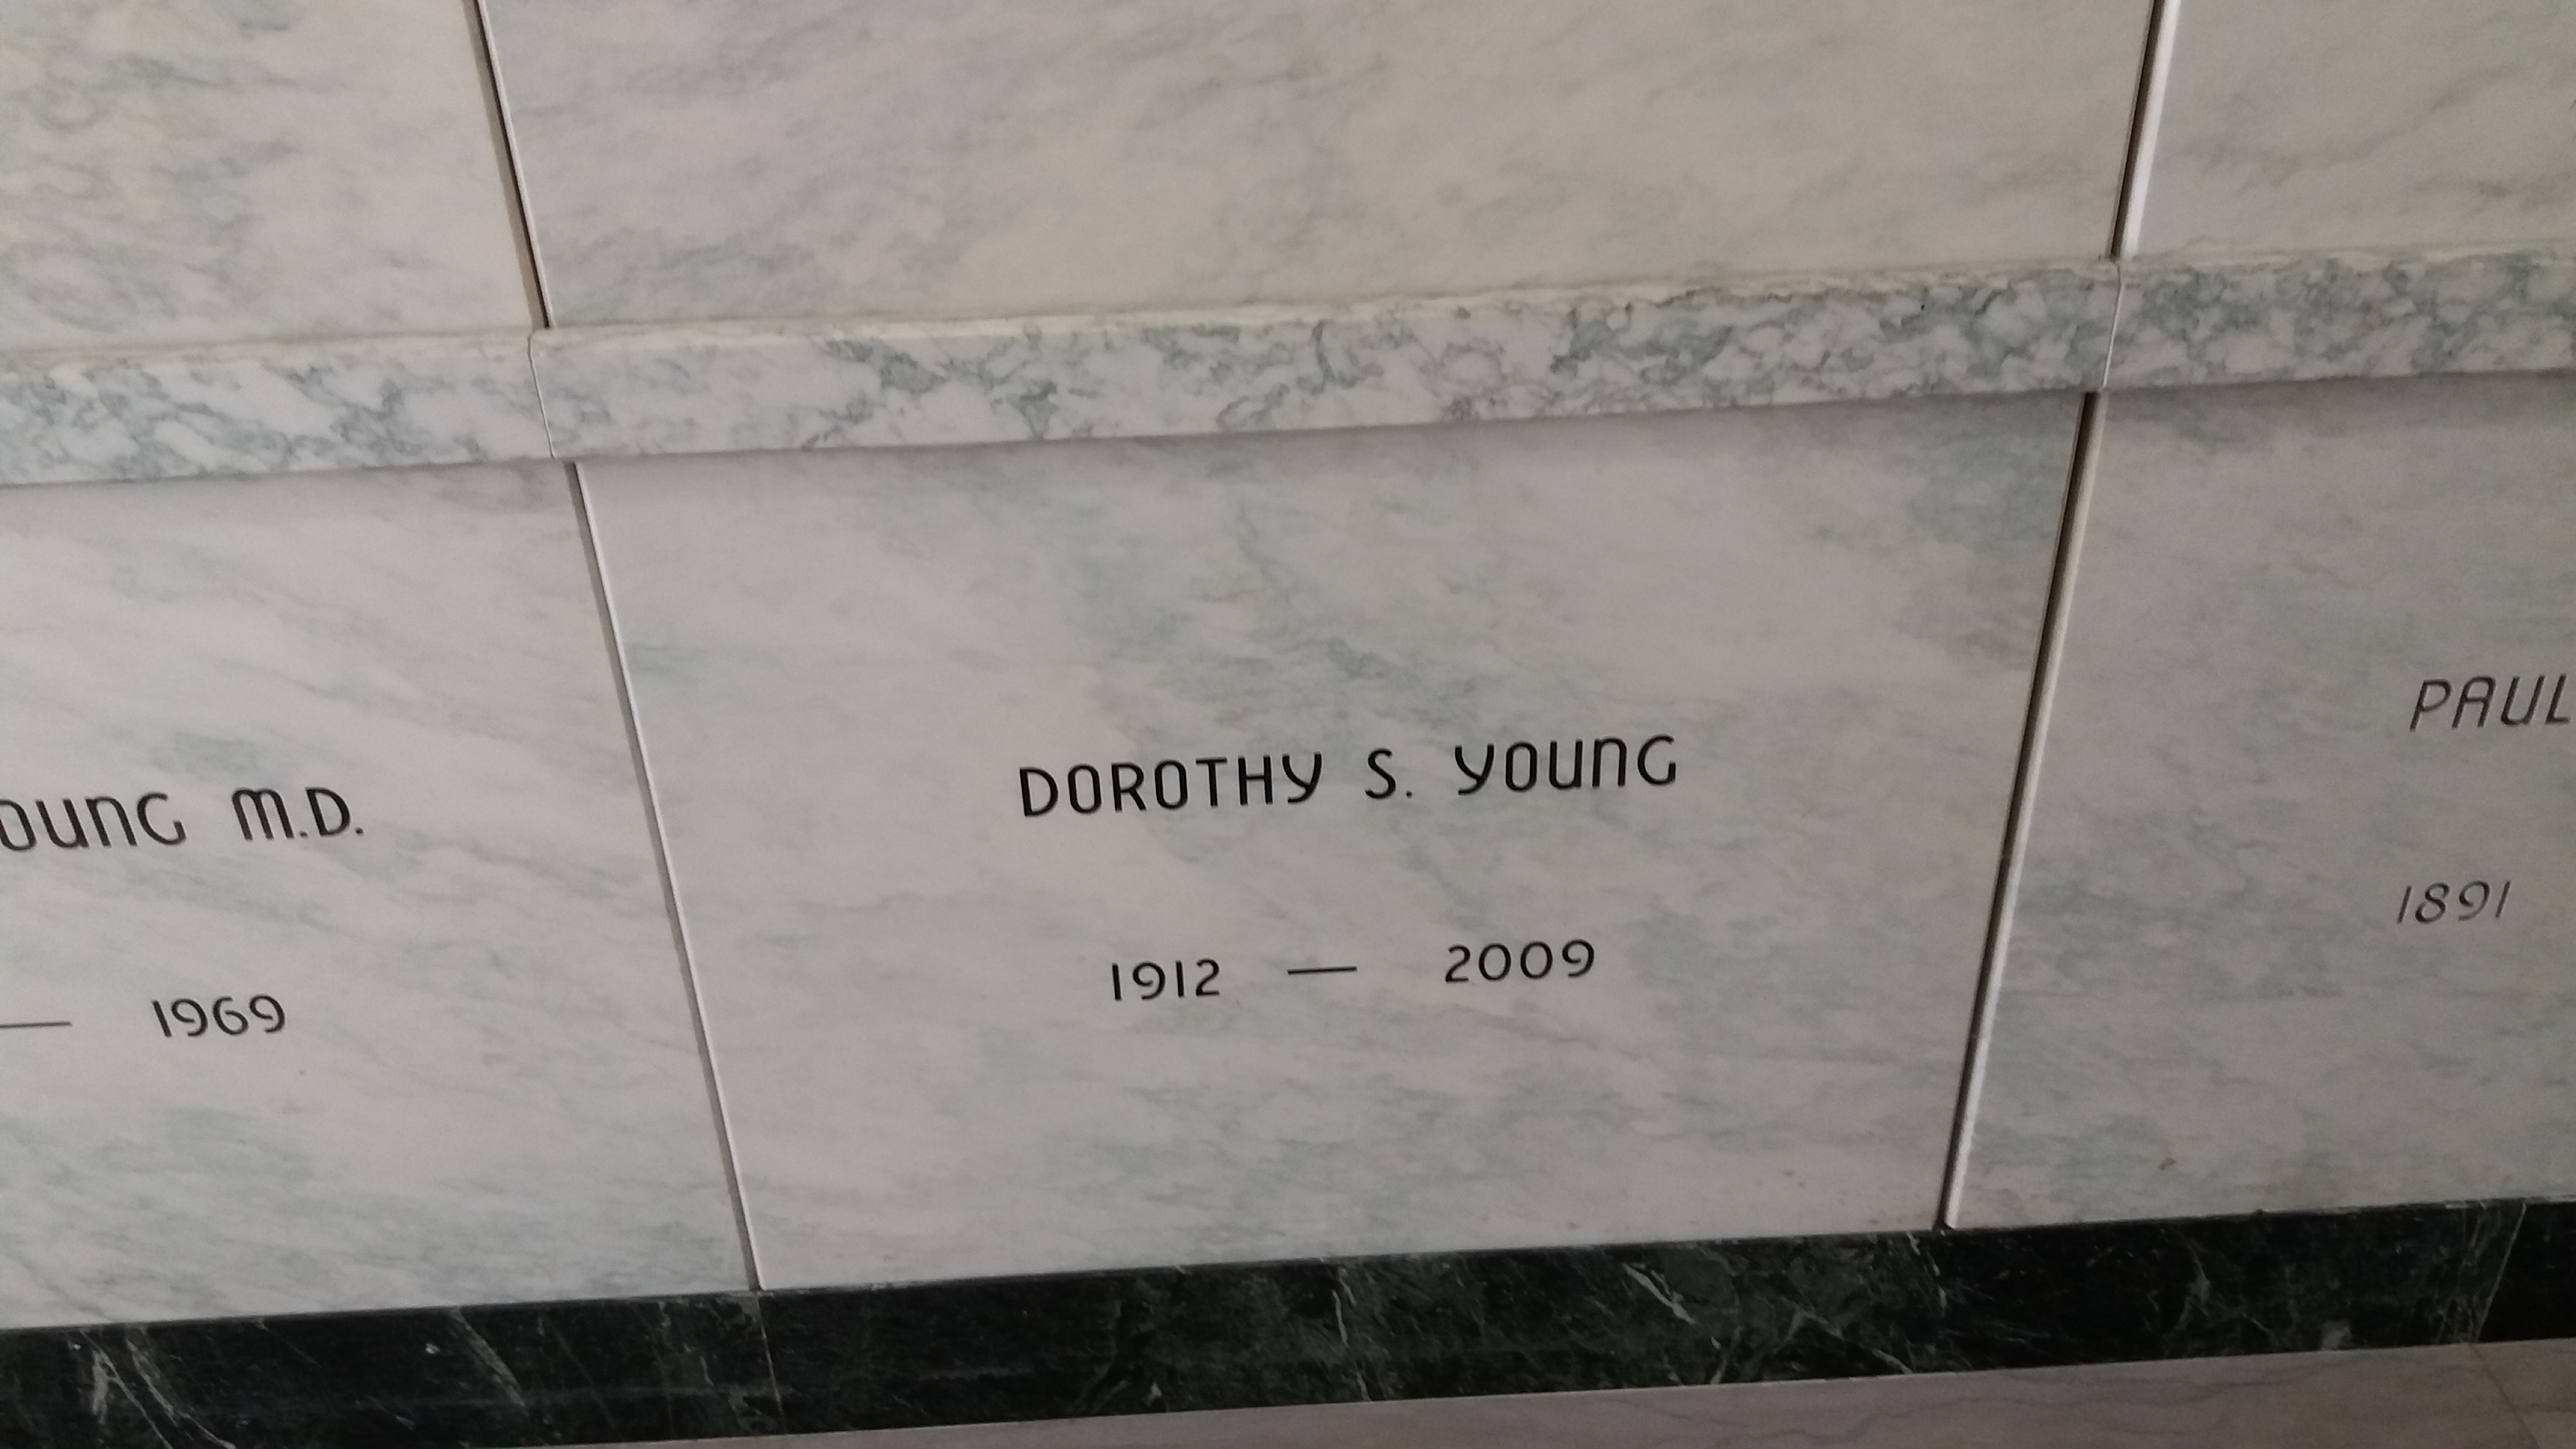 OUNG M.D.
— 1969
DOROTHY S. YOUNG
1912 — 2009
PAUL
1891